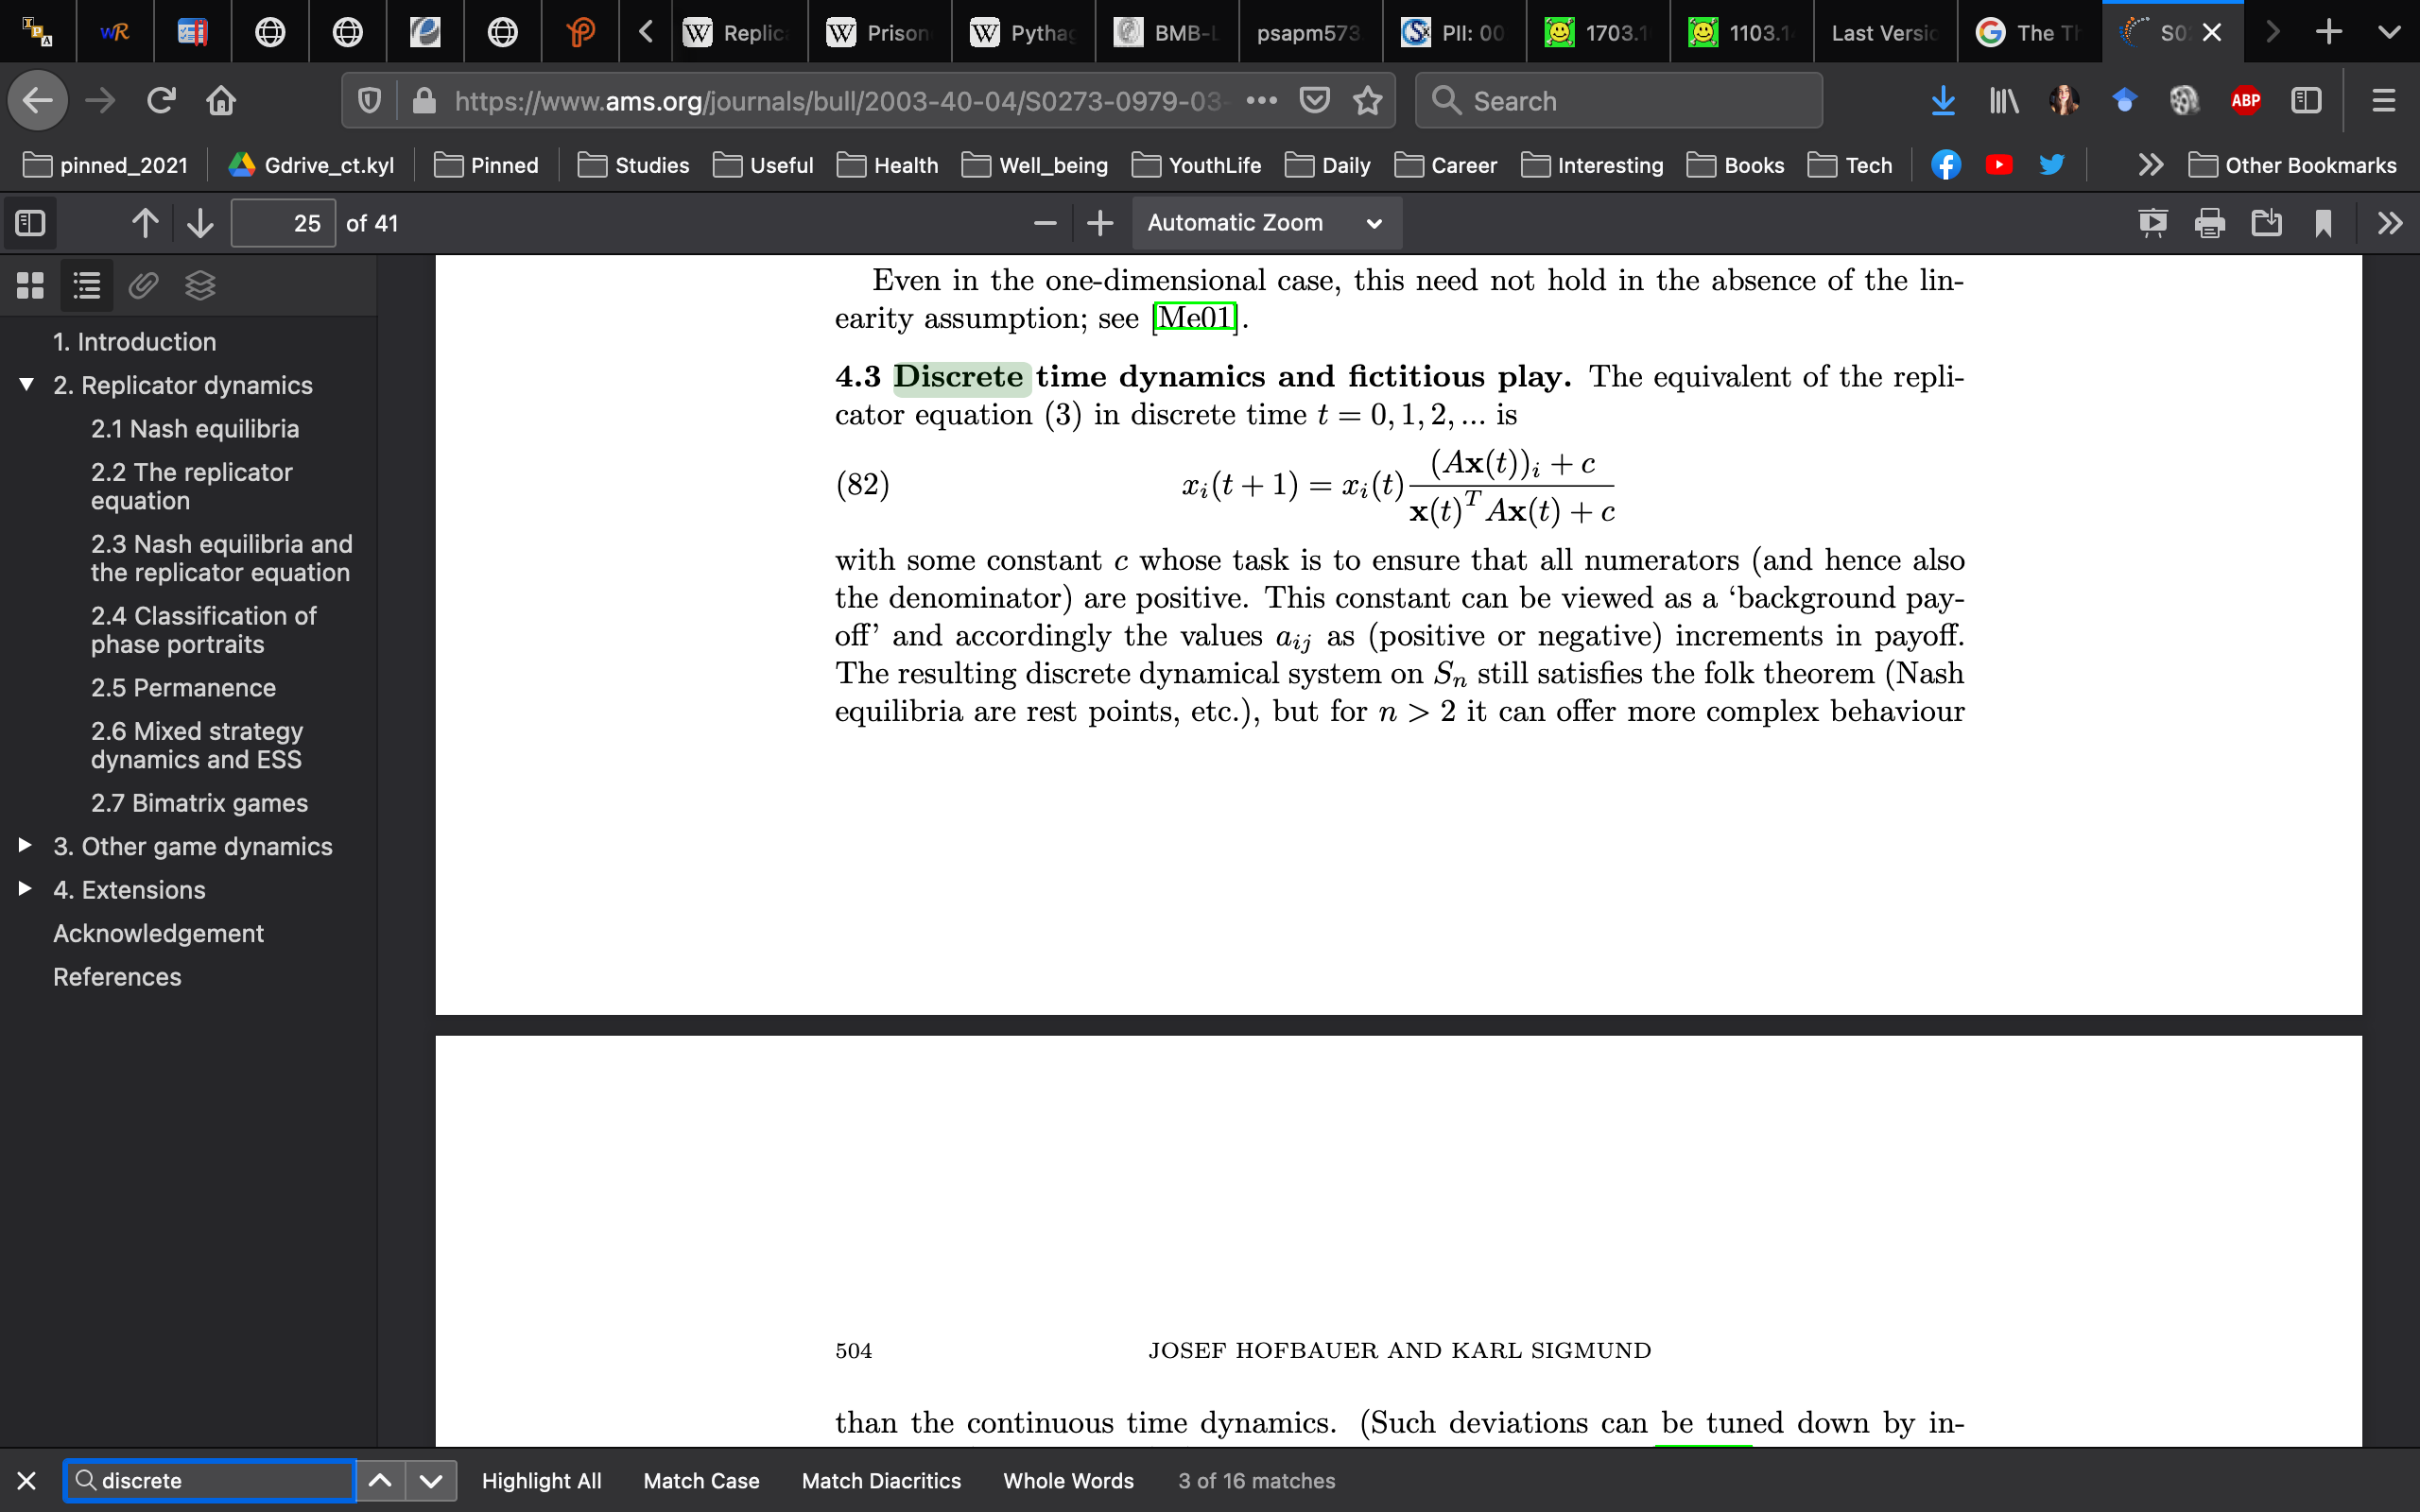 Replic
Prison
Pythag
BMB-L
psapm573
PII: 00
1703.1
1103.1
Last Versio
The Th
S0
https://www.ams.org/journals/bull/2003-40-04/S0273-0979-03-
Search
ABP
pinned_2021
Gdrive_ct.kyl
Pinned
Studies
Useful
Health
Well_being
YouthLife
Daily
Career
Interesting
Books
Tech
Other Bookmarks
25 of 41
Automatic Zoom
1. Introduction
2. Replicator dynamics
2.1 Nash equilibria
2.2 The replicator
equation
2.3 Nash equilibria and
the replicator equation
2.4 Classification of
phase portraits
2.5 Permanence
2.6 Mixed strategy
dynamics and ESS
2.7 Bimatrix games
3. Other game dynamics
4. Extensions
Acknowledgement
References
Even in the one-dimensional case, this need not hold in the absence of the lin-
earity assumption; see [Me01].
4.3 Discrete time dynamics and fictitious play. The equivalent of the repli-
cator equation (3) in discrete time t = 0, 1, 2, ... is
(82) x_i(t + 1) = x_i(t) \frac{(A\mathbf{x}(t))_i + c}{\mathbf{x}(t)^T A\mathbf{x}(t) + c}
with some constant c whose task is to ensure that all numerators (and hence also
the denominator) are positive. This constant can be viewed as a ‘background pay-
off’ and accordingly the values a_{ij} as (positive or negative) increments in payoff.
The resulting discrete dynamical system on S_n still satisfies the folk theorem (Nash
equilibria are rest points, etc.), but for n > 2 it can offer more complex behaviour
504 JOSEF HOFBAUER AND KARL SIGMUND
than the continuous time dynamics. (Such deviations can be tuned down by in-
discrete
Highlight All
Match Case
Match Diacritics
Whole Words
3 of 16 matches